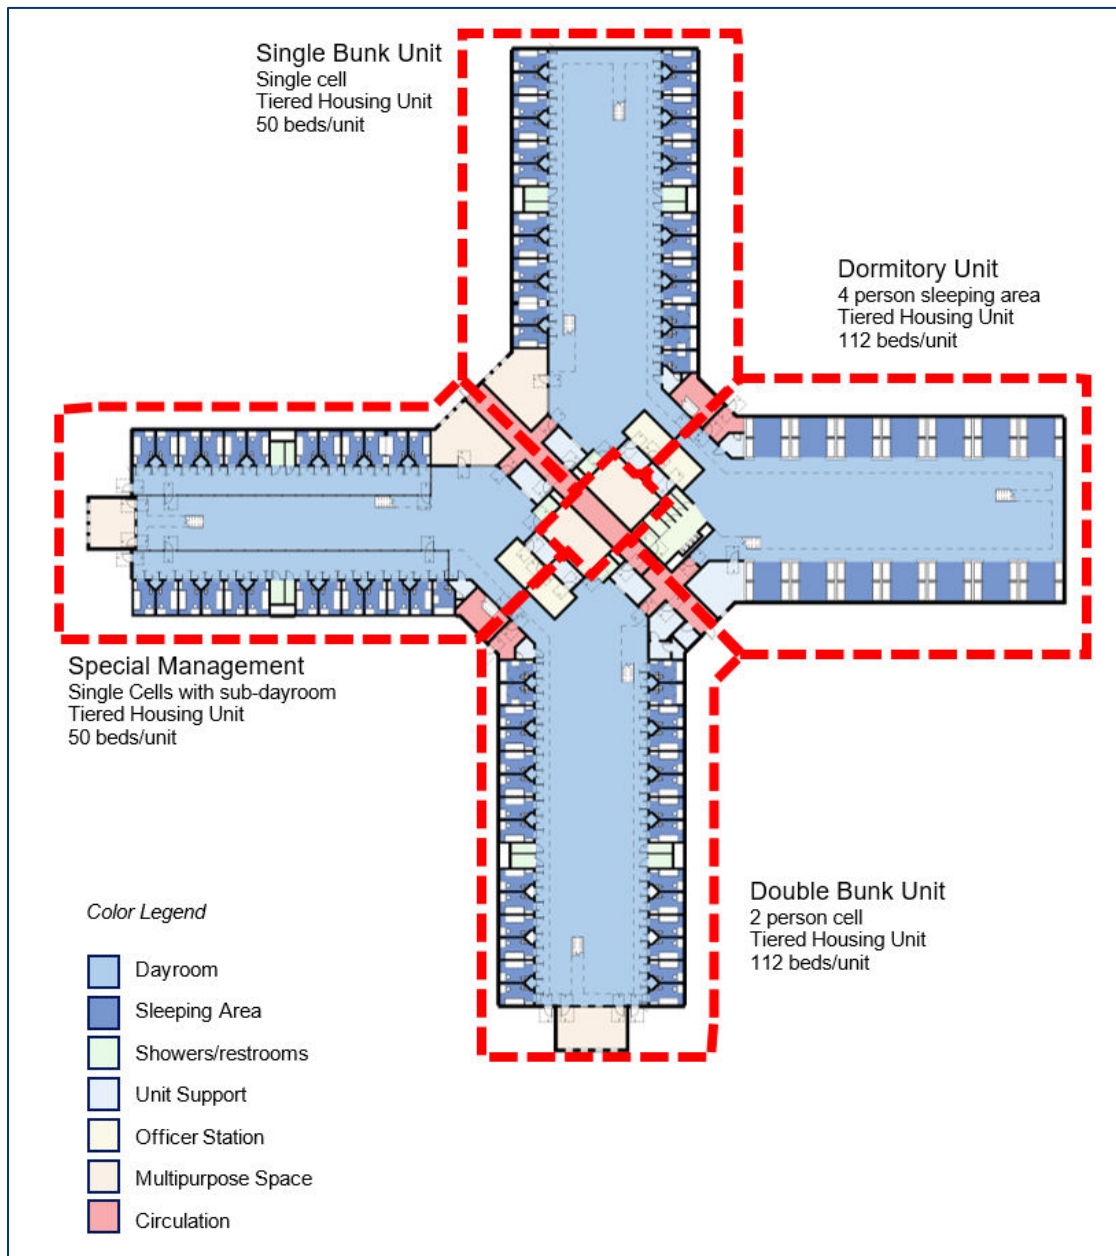 Single Bunk Unit
Single cell
Tiered Housing Unit
50 beds/unit
Dormitory Unit
4 person sleeping area
Tiered Housing Unit
112 beds/unit
Special Management
Single Cells with sub-dayroom
Tiered Housing Unit
50 beds/unit
Double Bunk Unit
2 person cell
Tiered Housing Unit
112 beds/unit
Color Legend
Dayroom
Sleeping Area
Showers/restrooms
Unit Support
Officer Station
Multipurpose Space
Circulation